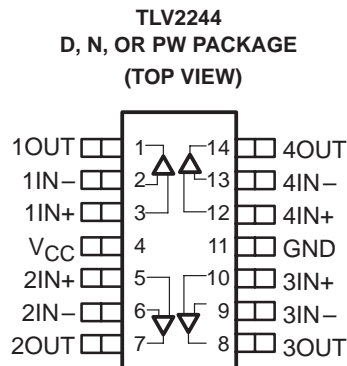 TLV2244
D, N, OR PW PACKAGE
(TOP VIEW)
1OUT 1 14 4OUT
1IN− 2 13 4IN−
1IN+ 3 12 4IN+
VCC 4 11 GND
2IN+ 5 10 3IN+
2IN− 6 9 3IN−
2OUT 7 8 3OUT